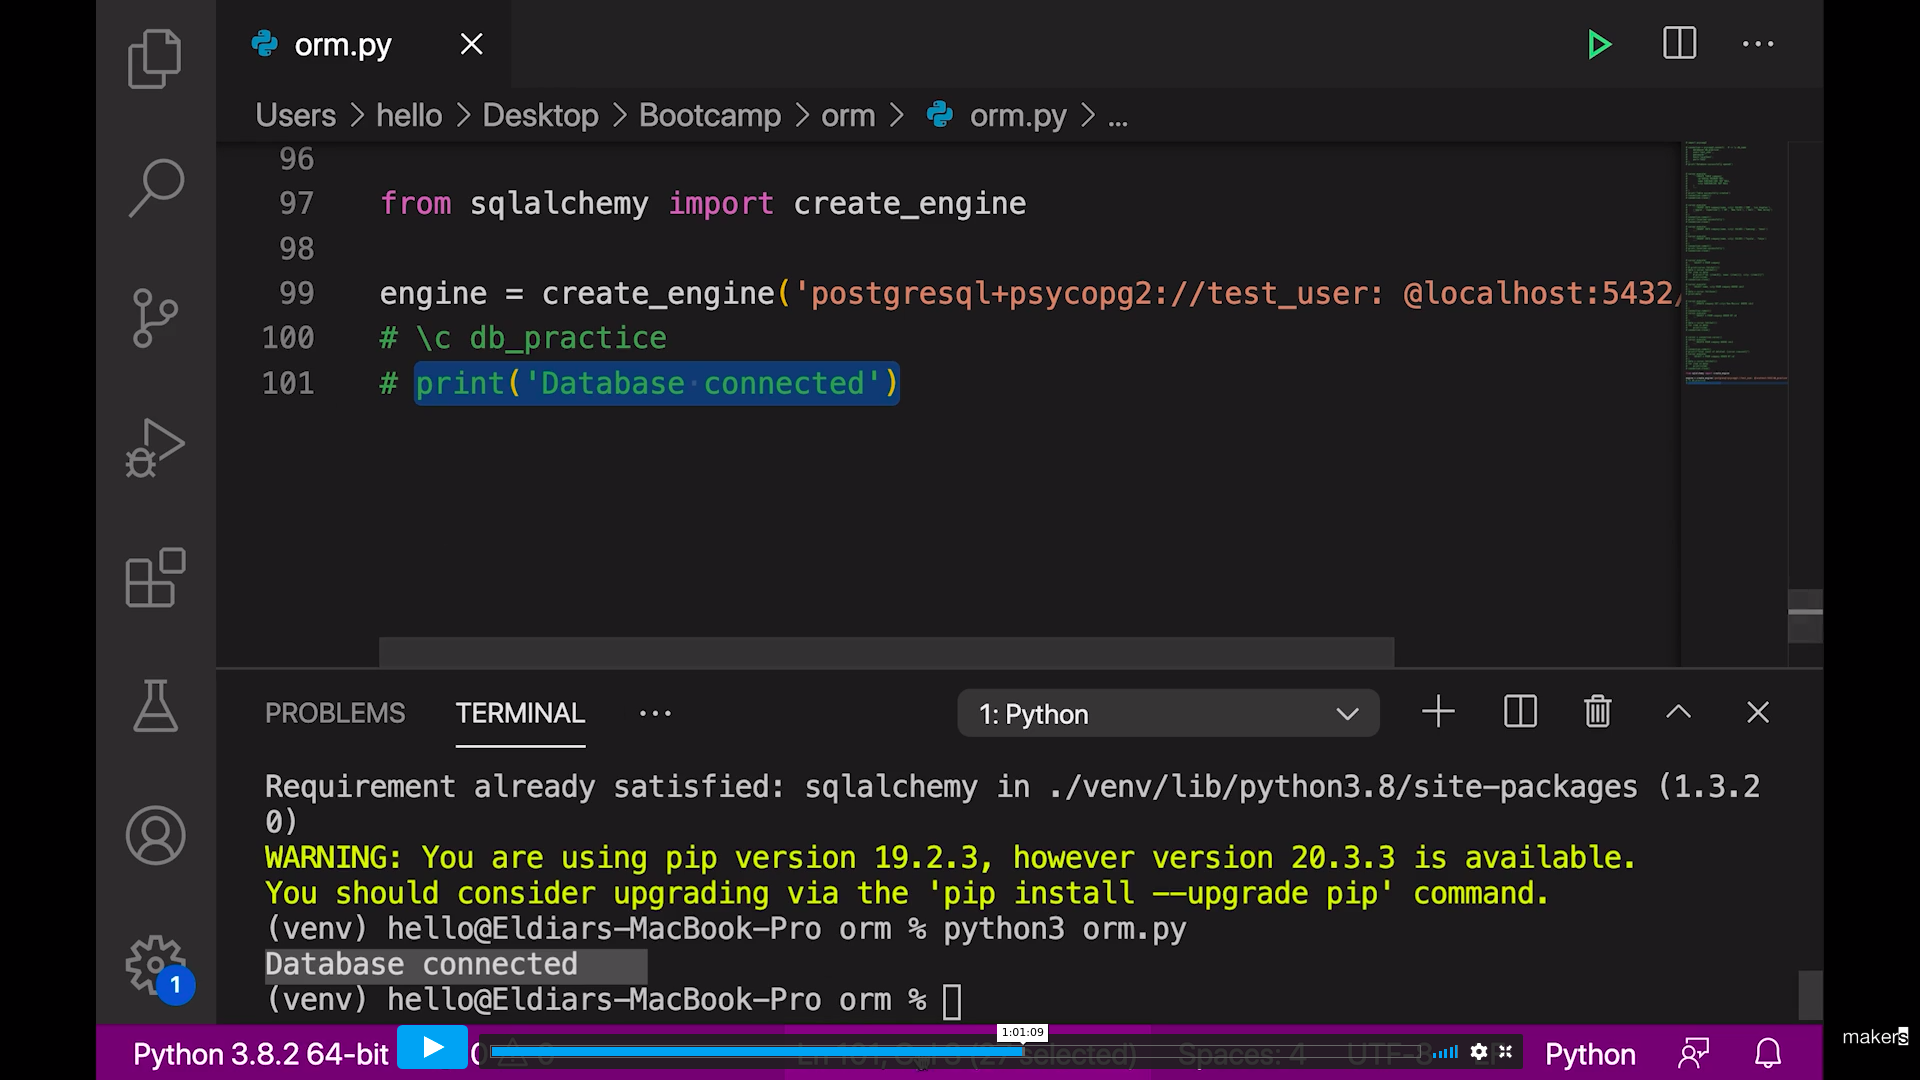 orm.py
Users > hello > Desktop > Bootcamp > orm > orm.py > ...
96
97 from sqlalchemy import create_engine
98
99 engine = create_engine('postgresql+psycopg2://test_user: @localhost:5432/
100 # \c db_practice
101 # print('Database connected')
PROBLEMS TERMINAL ... 1: Python
Requirement already satisfied: sqlalchemy in ./venv/lib/python3.8/site-packages (1.3.2
0)
WARNING: You are using pip version 19.2.3, however version 20.3.3 is available.
You should consider upgrading via the 'pip install --upgrade pip' command.
(venv) hello@Eldiars-MacBook-Pro orm % python3 orm.py
Database connected
(venv) hello@Eldiars-MacBook-Pro orm %
1
1:01:09
makers
Python 3.8.2 64-bit 0 0 Ln 101, Col 3 (27 selected) Spaces: 4 UTF-8 Python